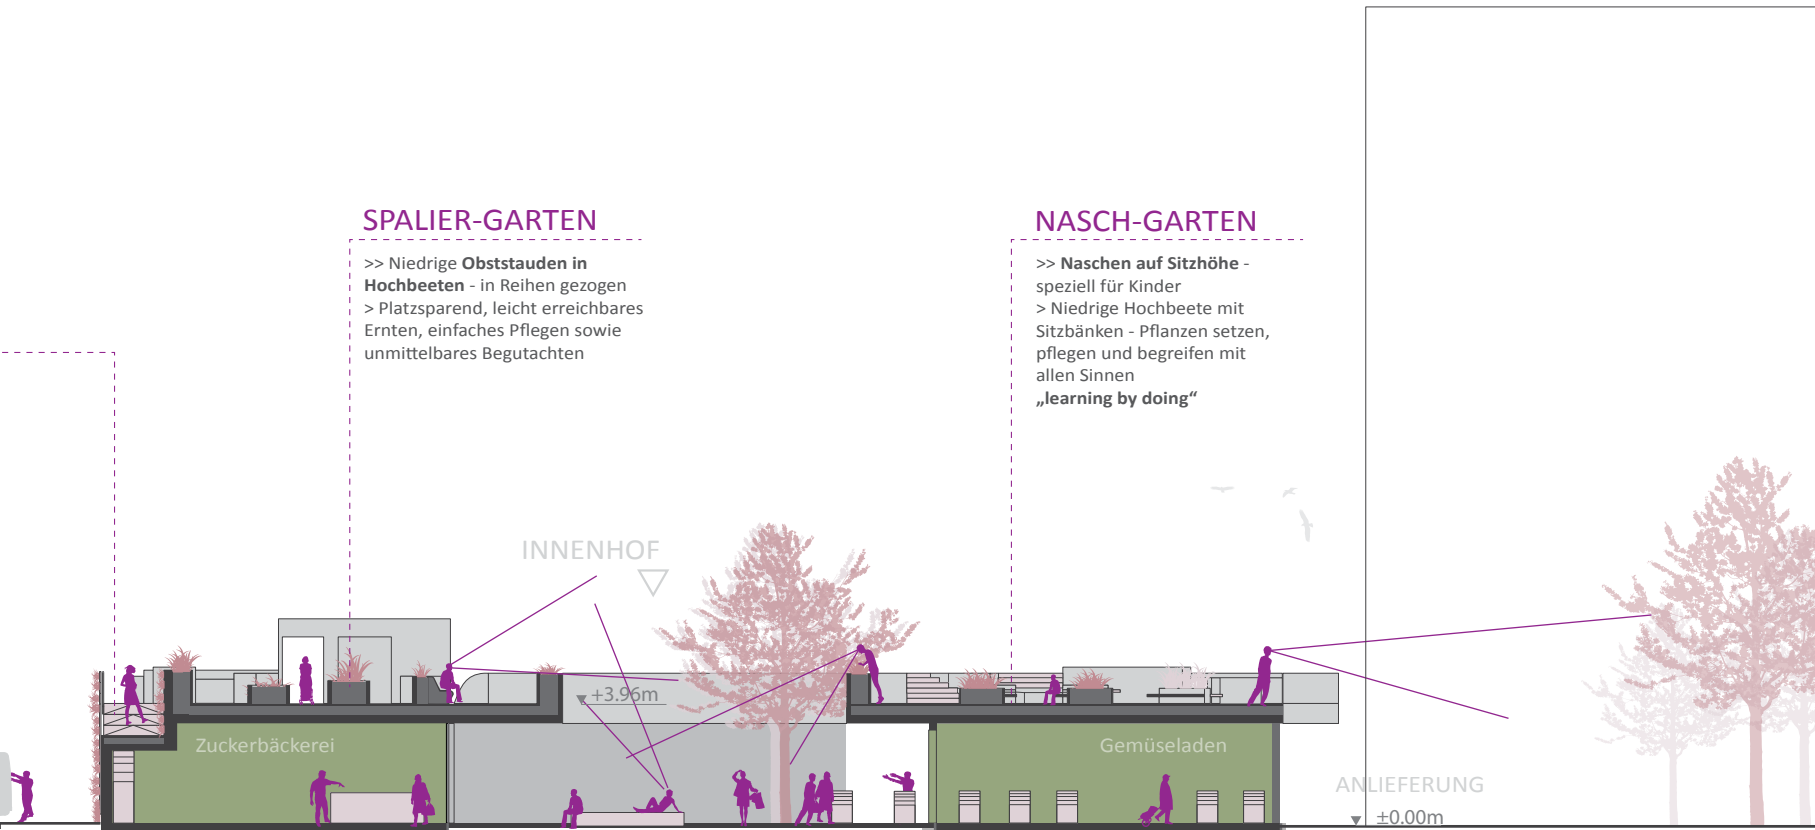 SPALIER-GARTEN
>> Niedrige Obststauden in
Hochbeeten - in Reihen gezogen
> Platzsparend, leicht erreichbares
Ernten, einfaches Pflegen sowie
unmittelbares Begutachten
NASCH-GARTEN
>> Naschen auf Sitzhöhe -
speziell für Kinder
> Niedrige Hochbeete mit
Sitzbänken - Pflanzen setzen,
pflegen und begreifen mit
allen Sinnen
„learning by doing“
INNENHOF
+3.96m
Zuckerbäckerei
Gemüseladen
ANLIEFERUNG
±0.00m